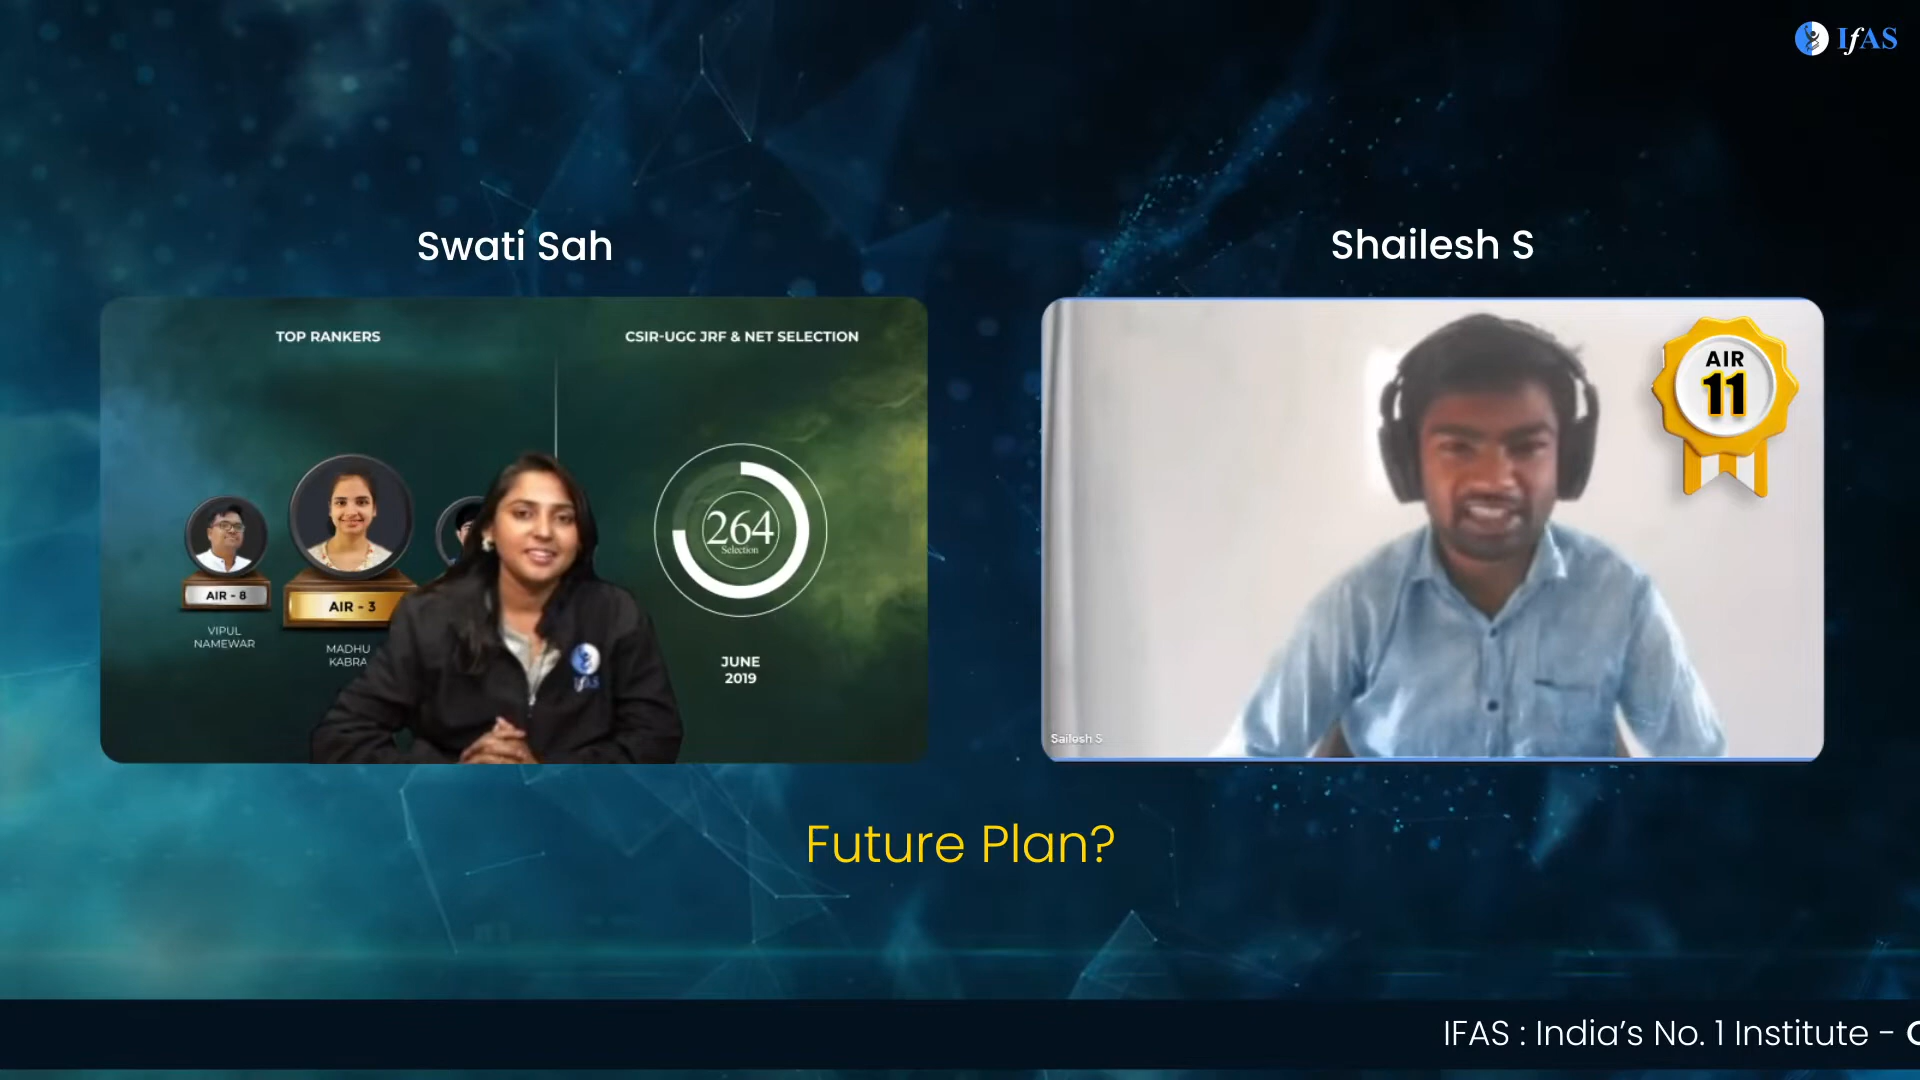 IfAS
Swati Sah
Shailesh S
TOP RANKERS
CSIR-UGC JRF & NET SELECTION
AIR
11
264
Selection
AIR - 8
AIR - 3
VIPUL
NAMEWAR
MADHU
KABRA
JUNE
2019
IfAS
Sailesh S
Future Plan?
IFAS : India's No. 1 Institute -